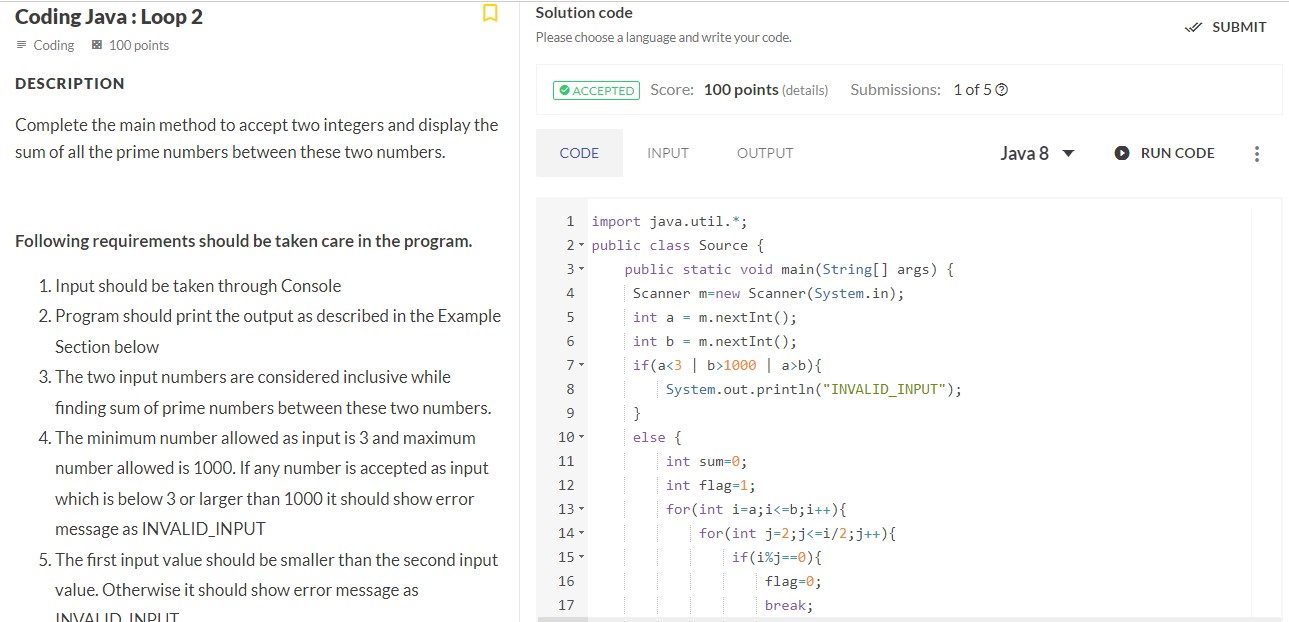 Coding Java : Loop 2
Coding 100 points
DESCRIPTION
Complete the main method to accept two integers and display the
sum of all the prime numbers between these two numbers.
Following requirements should be taken care in the program.
1. Input should be taken through Console
2. Program should print the output as described in the Example
Section below
3. The two input numbers are considered inclusive while
finding sum of prime numbers between these two numbers.
4. The minimum number allowed as input is 3 and maximum
number allowed is 1000. If any number is accepted as input
which is below 3 or larger than 1000 it should show error
message as INVALID_INPUT
5. The first input value should be smaller than the second input
value. Otherwise it should show error message as
INVALID_INPUT
Solution code
Please choose a language and write your code.
SUBMIT
ACCEPTED Score: 100 points (details) Submissions: 1 of 5
CODE INPUT OUTPUT Java 8 RUN CODE
1 import java.util.*;
2 public class Source {
3 public static void main(String[] args) {
4 Scanner m=new Scanner(System.in);
5 int a = m.nextInt();
6 int b = m.nextInt();
7 if(a<3 | b>1000 | a>b){
8 System.out.println("INVALID_INPUT");
9 }
10 else {
11 int sum=0;
12 int flag=1;
13 for(int i=a;i<=b;i++){
14 for(int j=2;j<=i/2;j++){
15 if(i%j==0){
16 flag=0;
17 break;